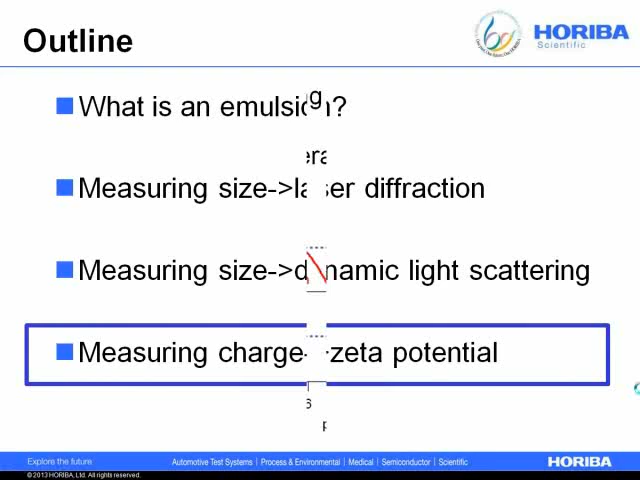 Outline
HORIBA
Scientific
What is an emulsion?
Measuring size->laser diffraction
Measuring size->dynamic light scattering
Measuring charge->zeta potential
Explore the future
Automotive Test Systems | Process & Environmental | Medical | Semiconductor | Scientific
HORIBA
© 2013 HORIBA, Ltd. All rights reserved.